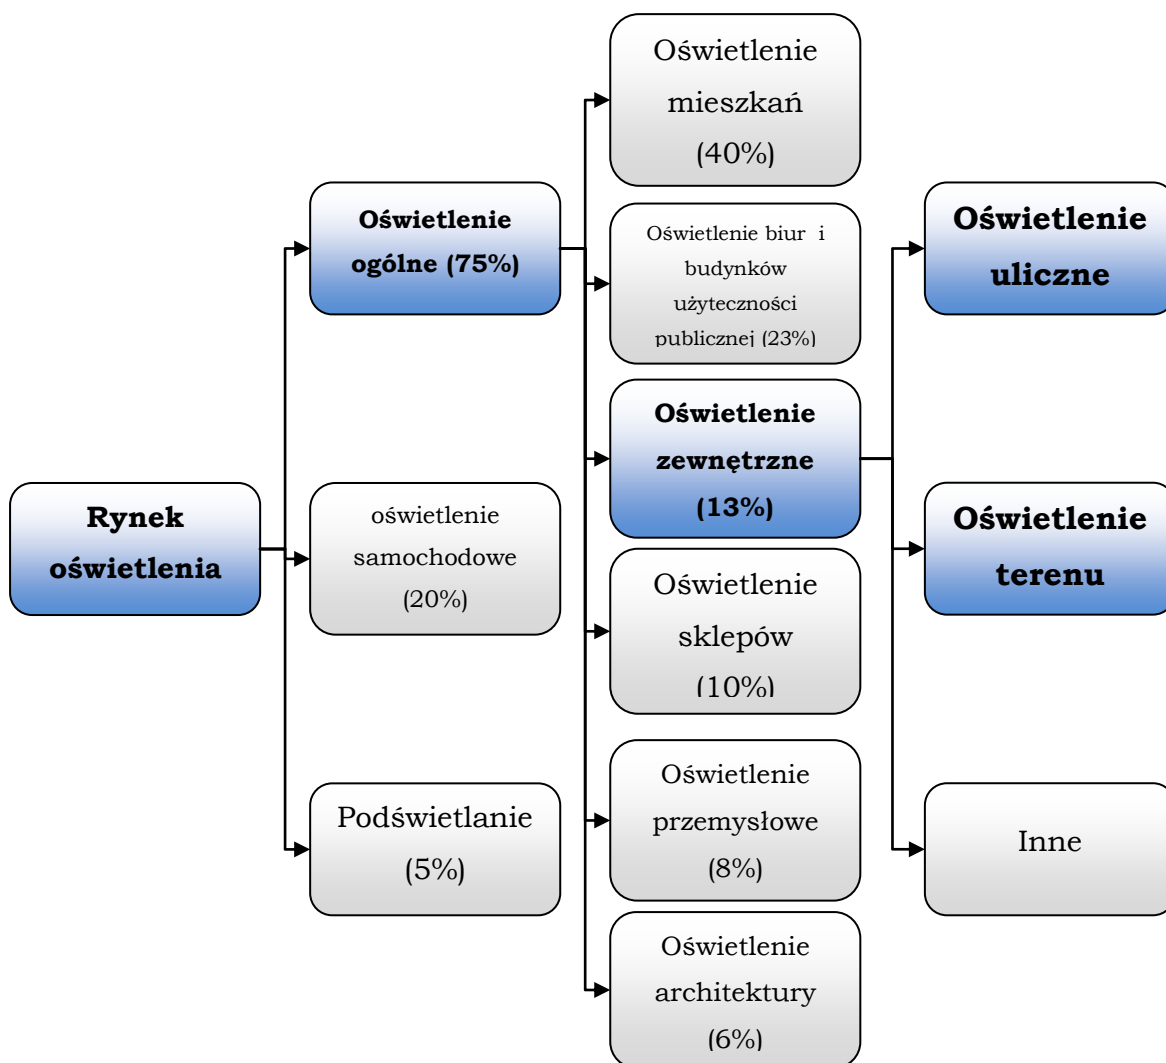 Rynek
oświetlenia
Oświetlenie
ogólne (75%)
oświetlenie
samochodowe
(20%)
Podświetlanie
(5%)
Oświetlenie
mieszkań
(40%)
Oświetlenie biur i
budynków
użyteczności
publicznej (23%)
Oświetlenie
zewnętrzne
(13%)
Oświetlenie
sklepów
(10%)
Oświetlenie
przemysłowe
(8%)
Oświetlenie
architektury
(6%)
Oświetlenie
uliczne
Oświetlenie
terenu
Inne